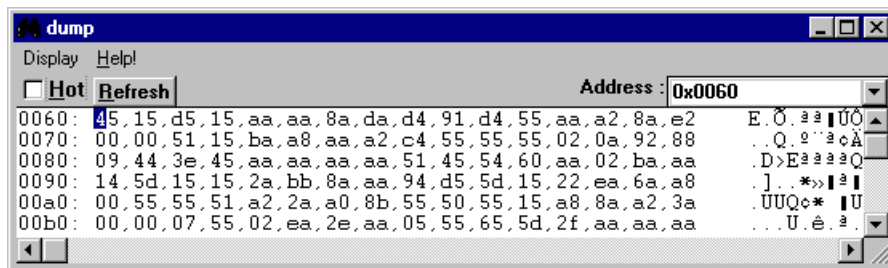 dump
Display Help!
Hot Refresh Address : 0x0060
0060: 45,15,d5,15,aa,aa,8a,da,d4,91,d4,55,aa,a2,8a,e2 E.Õ.ªª▮ÚÔ
0070: 00,00,51,15,ba,a8,aa,a2,c4,55,55,55,02,0a,92,88 ..Q.º¨ª¢Ä
0080: 09,44,3e,45,aa,aa,aa,aa,51,45,54,60,aa,02,ba,aa .D>EªªªªQ
0090: 14,5d,15,15,2a,bb,8a,aa,94,d5,5d,15,22,ea,6a,a8 .]..*»▮ª▮
00a0: 00,55,55,51,a2,2a,a0,8b,55,50,55,15,a8,8a,a2,3a .UUQ¢* ▮U
00b0: 00,00,07,55,02,ea,2e,aa,05,55,65,5d,2f,aa,aa,aa ...U.ê.ª.